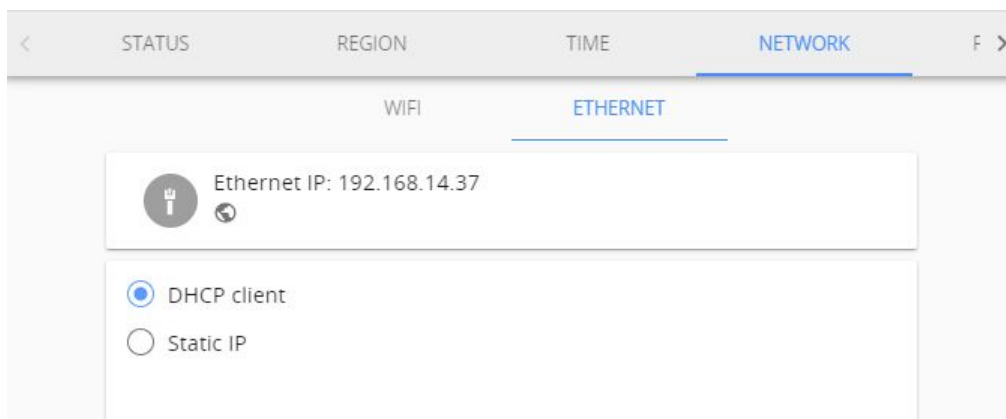 STATUS REGION TIME NETWORK
WIFI ETHERNET
Ethernet IP: 192.168.14.37
DHCP client
Static IP